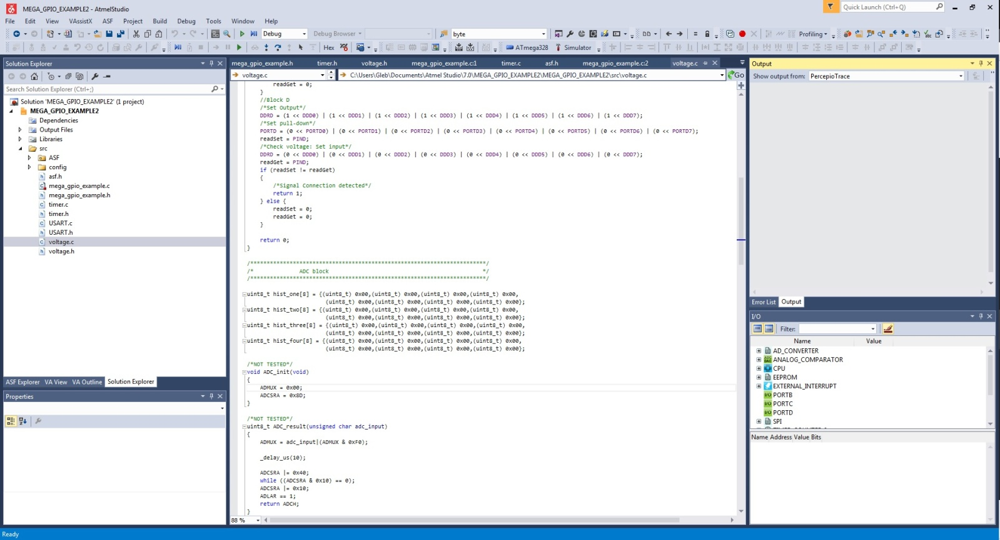 MEGA_GPIO_EXAMPLE2 - AtmelStudio
Quick Launch (Ctrl+Q)
File Edit View VAssistX ASF Project Build Debug Tools Window Help
Debug Debug Browser byte DD Profiling
Hex ATmega328 Simulator
Solution Explorer
Search Solution Explorer (Ctrl+;)
Solution 'MEGA_GPIO_EXAMPLE2' (1 project)
MEGA_GPIO_EXAMPLE2
Dependencies
Output Files
Libraries
src
ASF
config
asf.h
mega_gpio_example.c
mega_gpio_example.h
timer.c
timer.h
USART.c
USART.h
voltage.c
voltage.h
ASF Explorer VA View VA Outline Solution Explorer
Properties
mega_gpio_example.h timer.h voltage.h mega_gpio_example.c:1 timer.c asf.h mega_gpio_example.c:2 voltage.c
voltage.c C:\Users\Gleb\Documents\Atmel Studio\7.0\MEGA_GPIO_EXAMPLE2\MEGA_GPIO_EXAMPLE2\src\voltage.c Go
readGet = 0;
}
//Block D
/*Set Output*/
DDRD = (1 << DDD0) | (1 << DDD1) | (1 << DDD2) | (1 << DDD3) | (1 << DDD4) | (1 << DDD5) | (1 << DDD6) | (1 << DDD7);
/*Set pull-down*/
PORTD = (0 << PORTD0) | (0 << PORTD1) | (0 << PORTD2) | (0 << PORTD3) | (0 << PORTD4) | (0 << PORTD5) | (0 << PORTD6) | (0 << PORTD7);
readSet = PIND;
/*Check voltage: Set input*/
DDRD = (0 << DDD0) | (0 << DDD1) | (0 << DDD2) | (0 << DDD3) | (0 << DDD4) | (0 << DDD5) | (0 << DDD6) | (0 << DDD7);
readGet = PIND;
if (readSet != readGet)
{
/*Signal Connection detected*/
return 1;
} else {
readSet = 0;
readGet = 0;
}
return 0;
}
/************************************************************************/
/* ADC block */
/************************************************************************/
uint8_t hist_one[8] = {(uint8_t) 0x00,(uint8_t) 0x00,(uint8_t) 0x00,(uint8_t) 0x00,
(uint8_t) 0x00,(uint8_t) 0x00,(uint8_t) 0x00,(uint8_t) 0x00};
uint8_t hist_two[8] = {(uint8_t) 0x00,(uint8_t) 0x00,(uint8_t) 0x00,(uint8_t) 0x00,
(uint8_t) 0x00,(uint8_t) 0x00,(uint8_t) 0x00,(uint8_t) 0x00};
uint8_t hist_three[8] = {(uint8_t) 0x00,(uint8_t) 0x00,(uint8_t) 0x00,(uint8_t) 0x00,
(uint8_t) 0x00,(uint8_t) 0x00,(uint8_t) 0x00,(uint8_t) 0x00};
uint8_t hist_four[8] = {(uint8_t) 0x00,(uint8_t) 0x00,(uint8_t) 0x00,(uint8_t) 0x00,
(uint8_t) 0x00,(uint8_t) 0x00,(uint8_t) 0x00,(uint8_t) 0x00};
/*NOT TESTED*/
void ADC_init(void)
{
ADMUX = 0x00;
ADCSRA = 0x8D;
}
/*NOT TESTED*/
uint8_t ADC_result(unsigned char adc_input)
{
ADMUX = adc_input|(ADMUX & 0xF0);
_delay_us(10);
ADCSRA |= 0x40;
while ((ADCSRA & 0x10) == 0);
ADCSRA |= 0x10;
ADLAR == 1;
return ADCH;
}
88 %
Output
Show output from: PercepioTrace
Error List Output
I/O
Filter:
Name Value
AD_CONVERTER
ANALOG_COMPARATOR
CPU
EEPROM
EXTERNAL_INTERRUPT
I/O PORTB
I/O PORTC
I/O PORTD
SPI
Name Address Value Bits
Ready